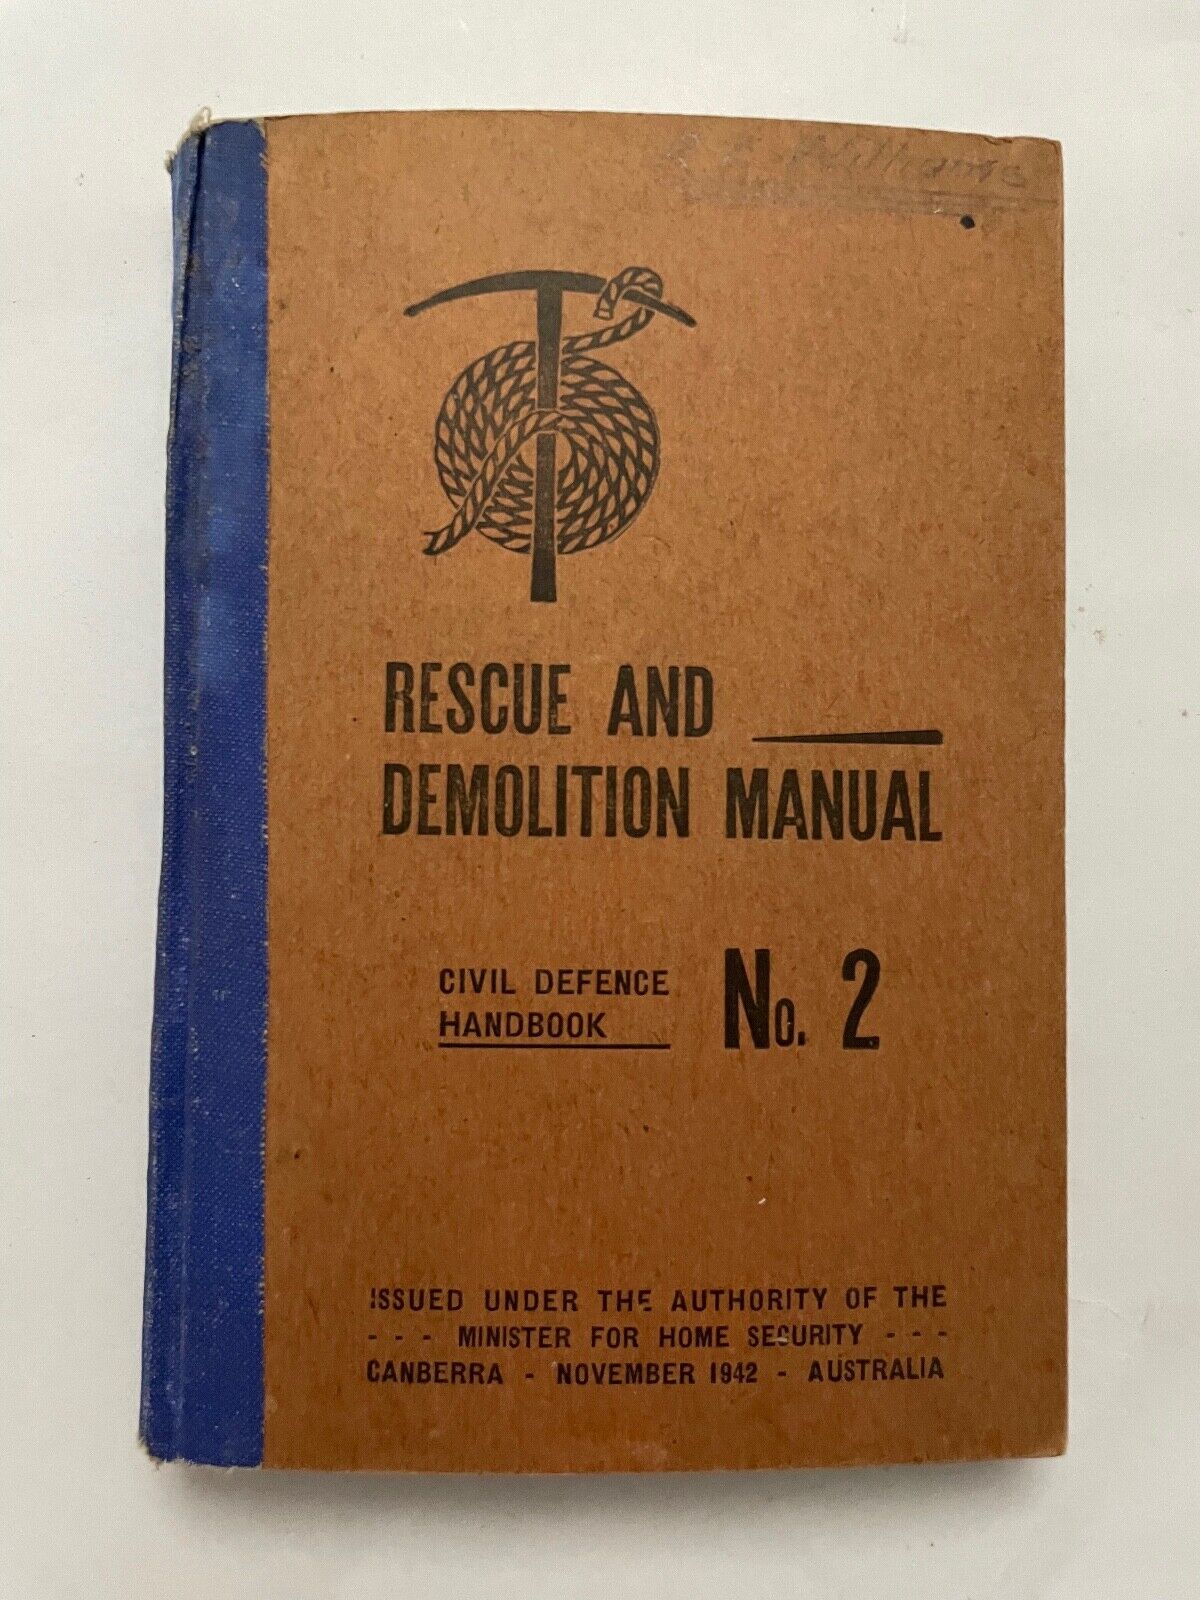 RESCUE AND
DEMOLITION MANUAL
CIVIL DEFENCE
HANDBOOK
No. 2
ISSUED UNDER THE AUTHORITY OF THE
- - - MINISTER FOR HOME SECURITY - - -
CANBERRA - NOVEMBER 1942 - AUSTRALIA